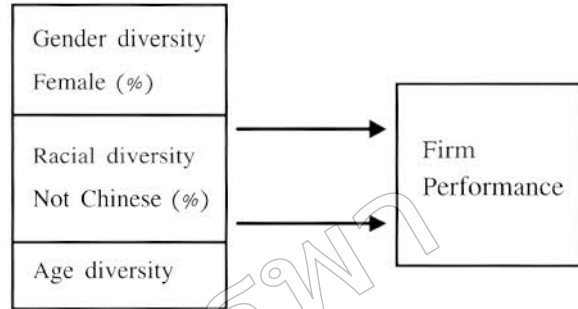 Gender diversity
Female (%)
Racial diversity
Not Chinese (%)
Age diversity
Firm
Performance